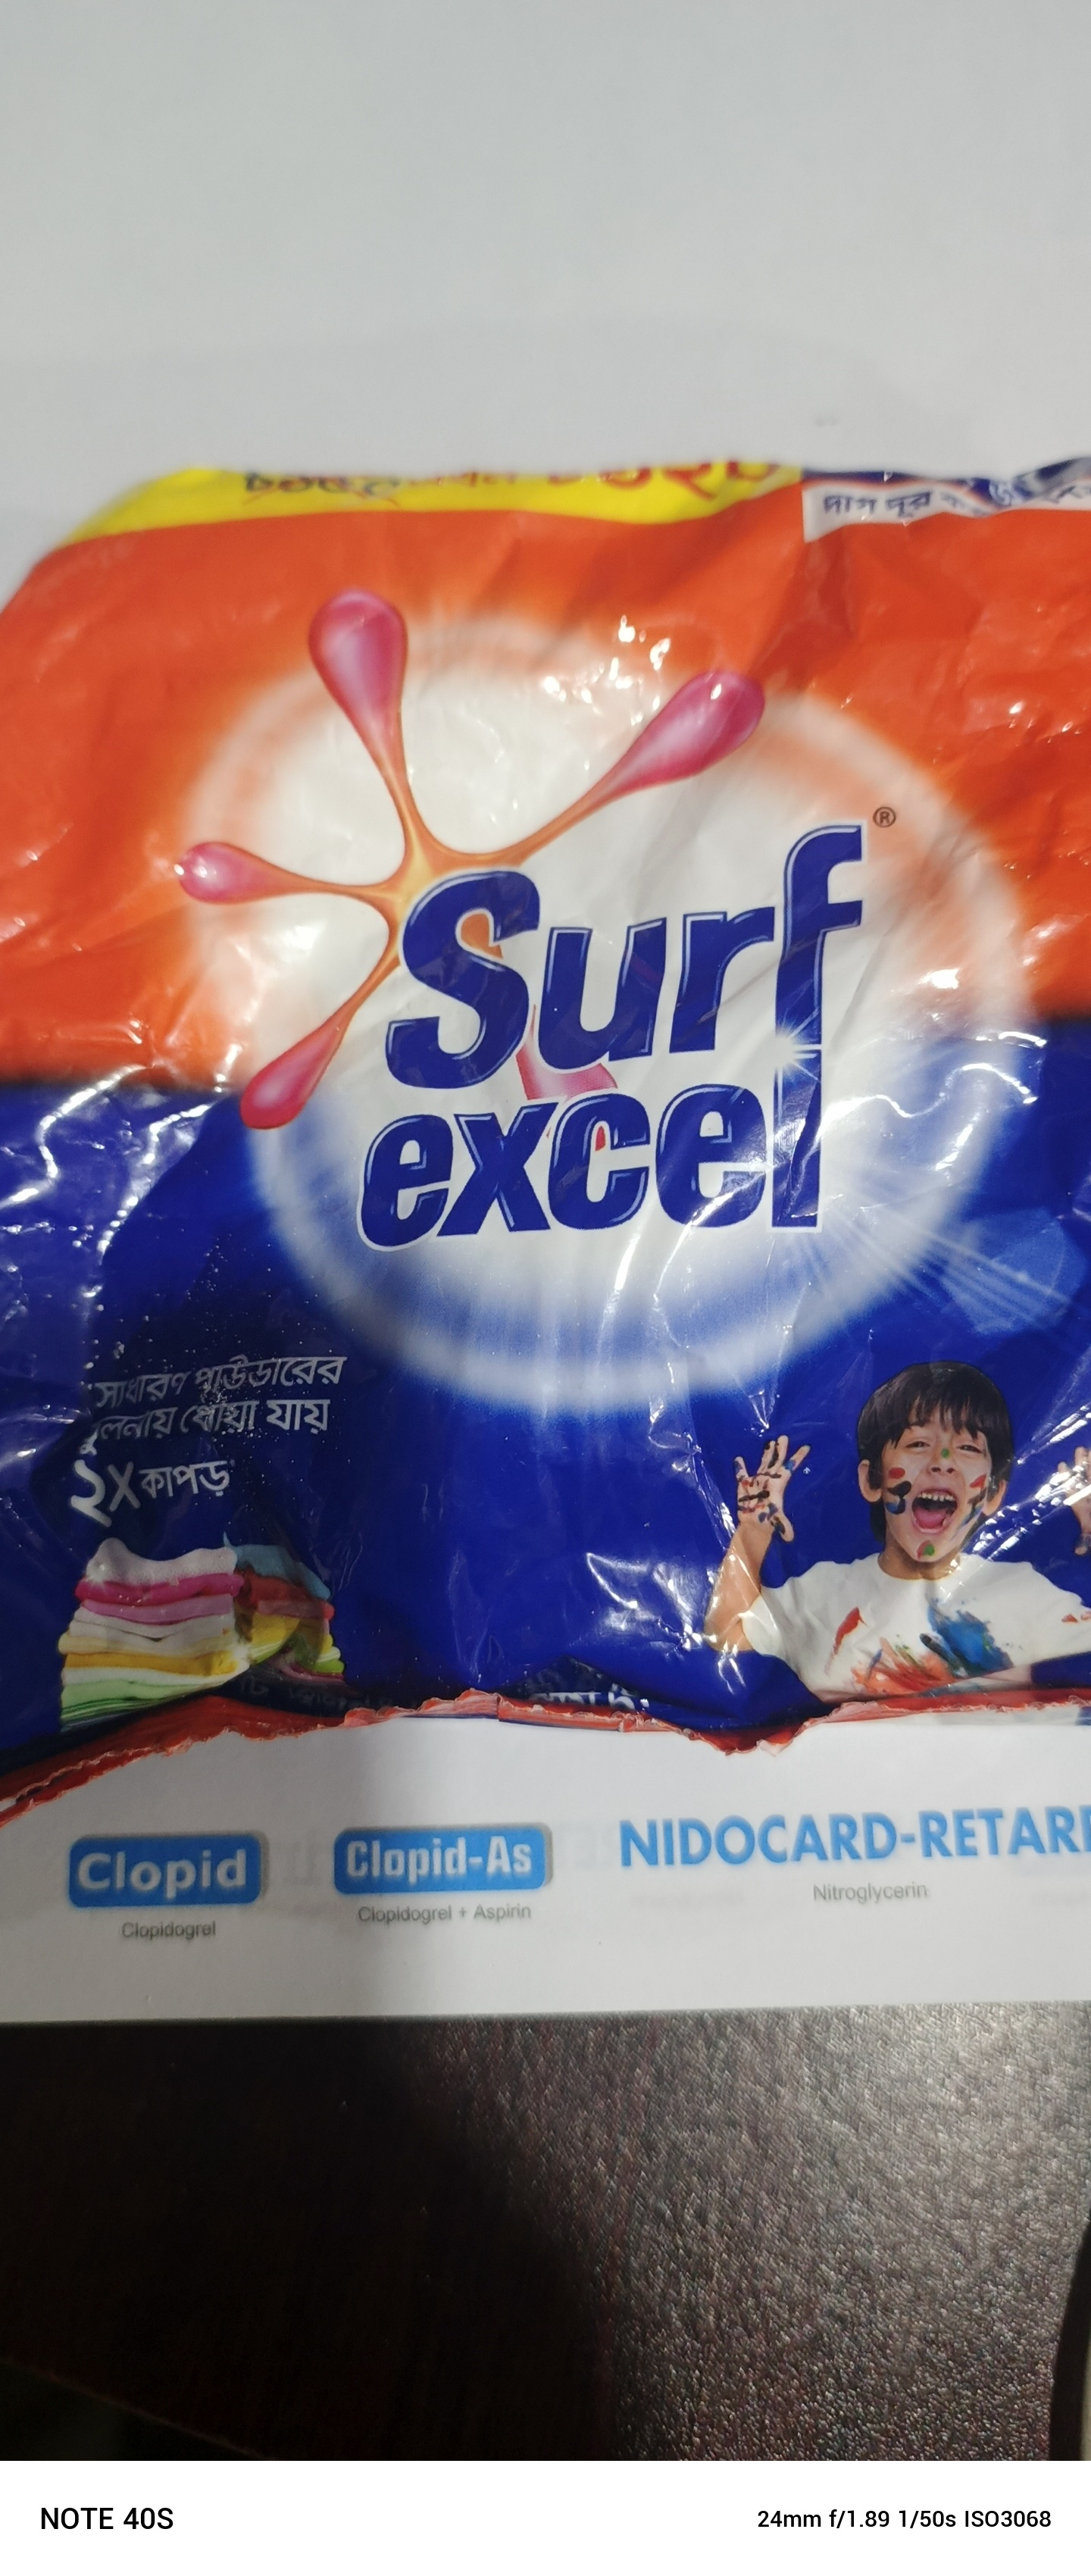 দাগ দূর
Surf
excel
®
সাধারণ পাউডারের
তুলনায় ধোয়া যায়
২X কাপড়
Clopid
Clopidogrel
Clopid-As
Clopidogrel + Aspirin
NIDOCARD-RETAR
Nitroglycerin
NOTE 40S
24mm f/1.89 1/50s ISO3068